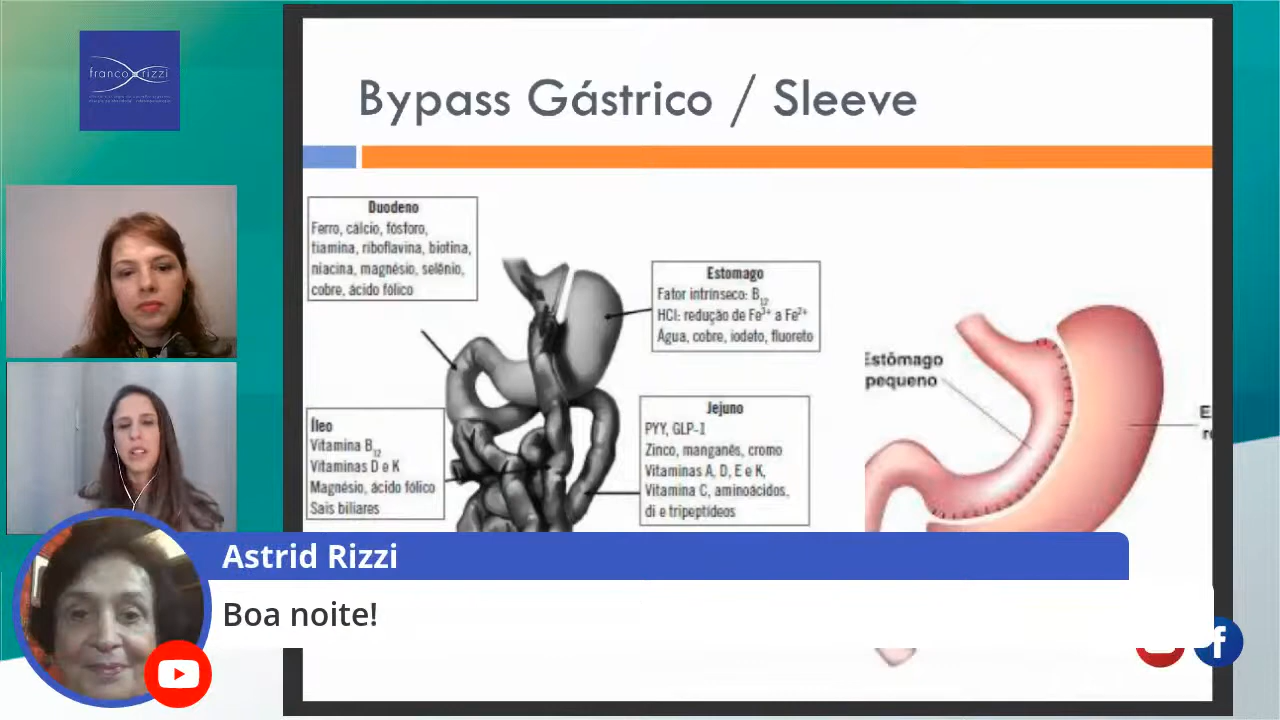 franco rizzi
Bypass Gástrico / Sleeve
Duodeno
Ferro, cálcio, fósforo,
tiamina, riboflavina, biotina,
niacina, magnésio, selênio,
cobre, ácido fólico
Estomago
Fator intrínseco: B12
HCl: redução de Fe³⁺ a Fe²⁺
Água, cobre, iodeto, fluoreto
Íleo
Vitamina B12
Vitaminas D e K
Magnésio, ácido fólico
Sais biliares
Jejuno
PYY, GLP-1
Zinco, manganês, cromo
Vitaminas A, D, E e K,
Vitamina C, aminoácidos,
di e tripeptídeos
Estômago
pequeno
Astrid Rizzi
Boa noite!
f